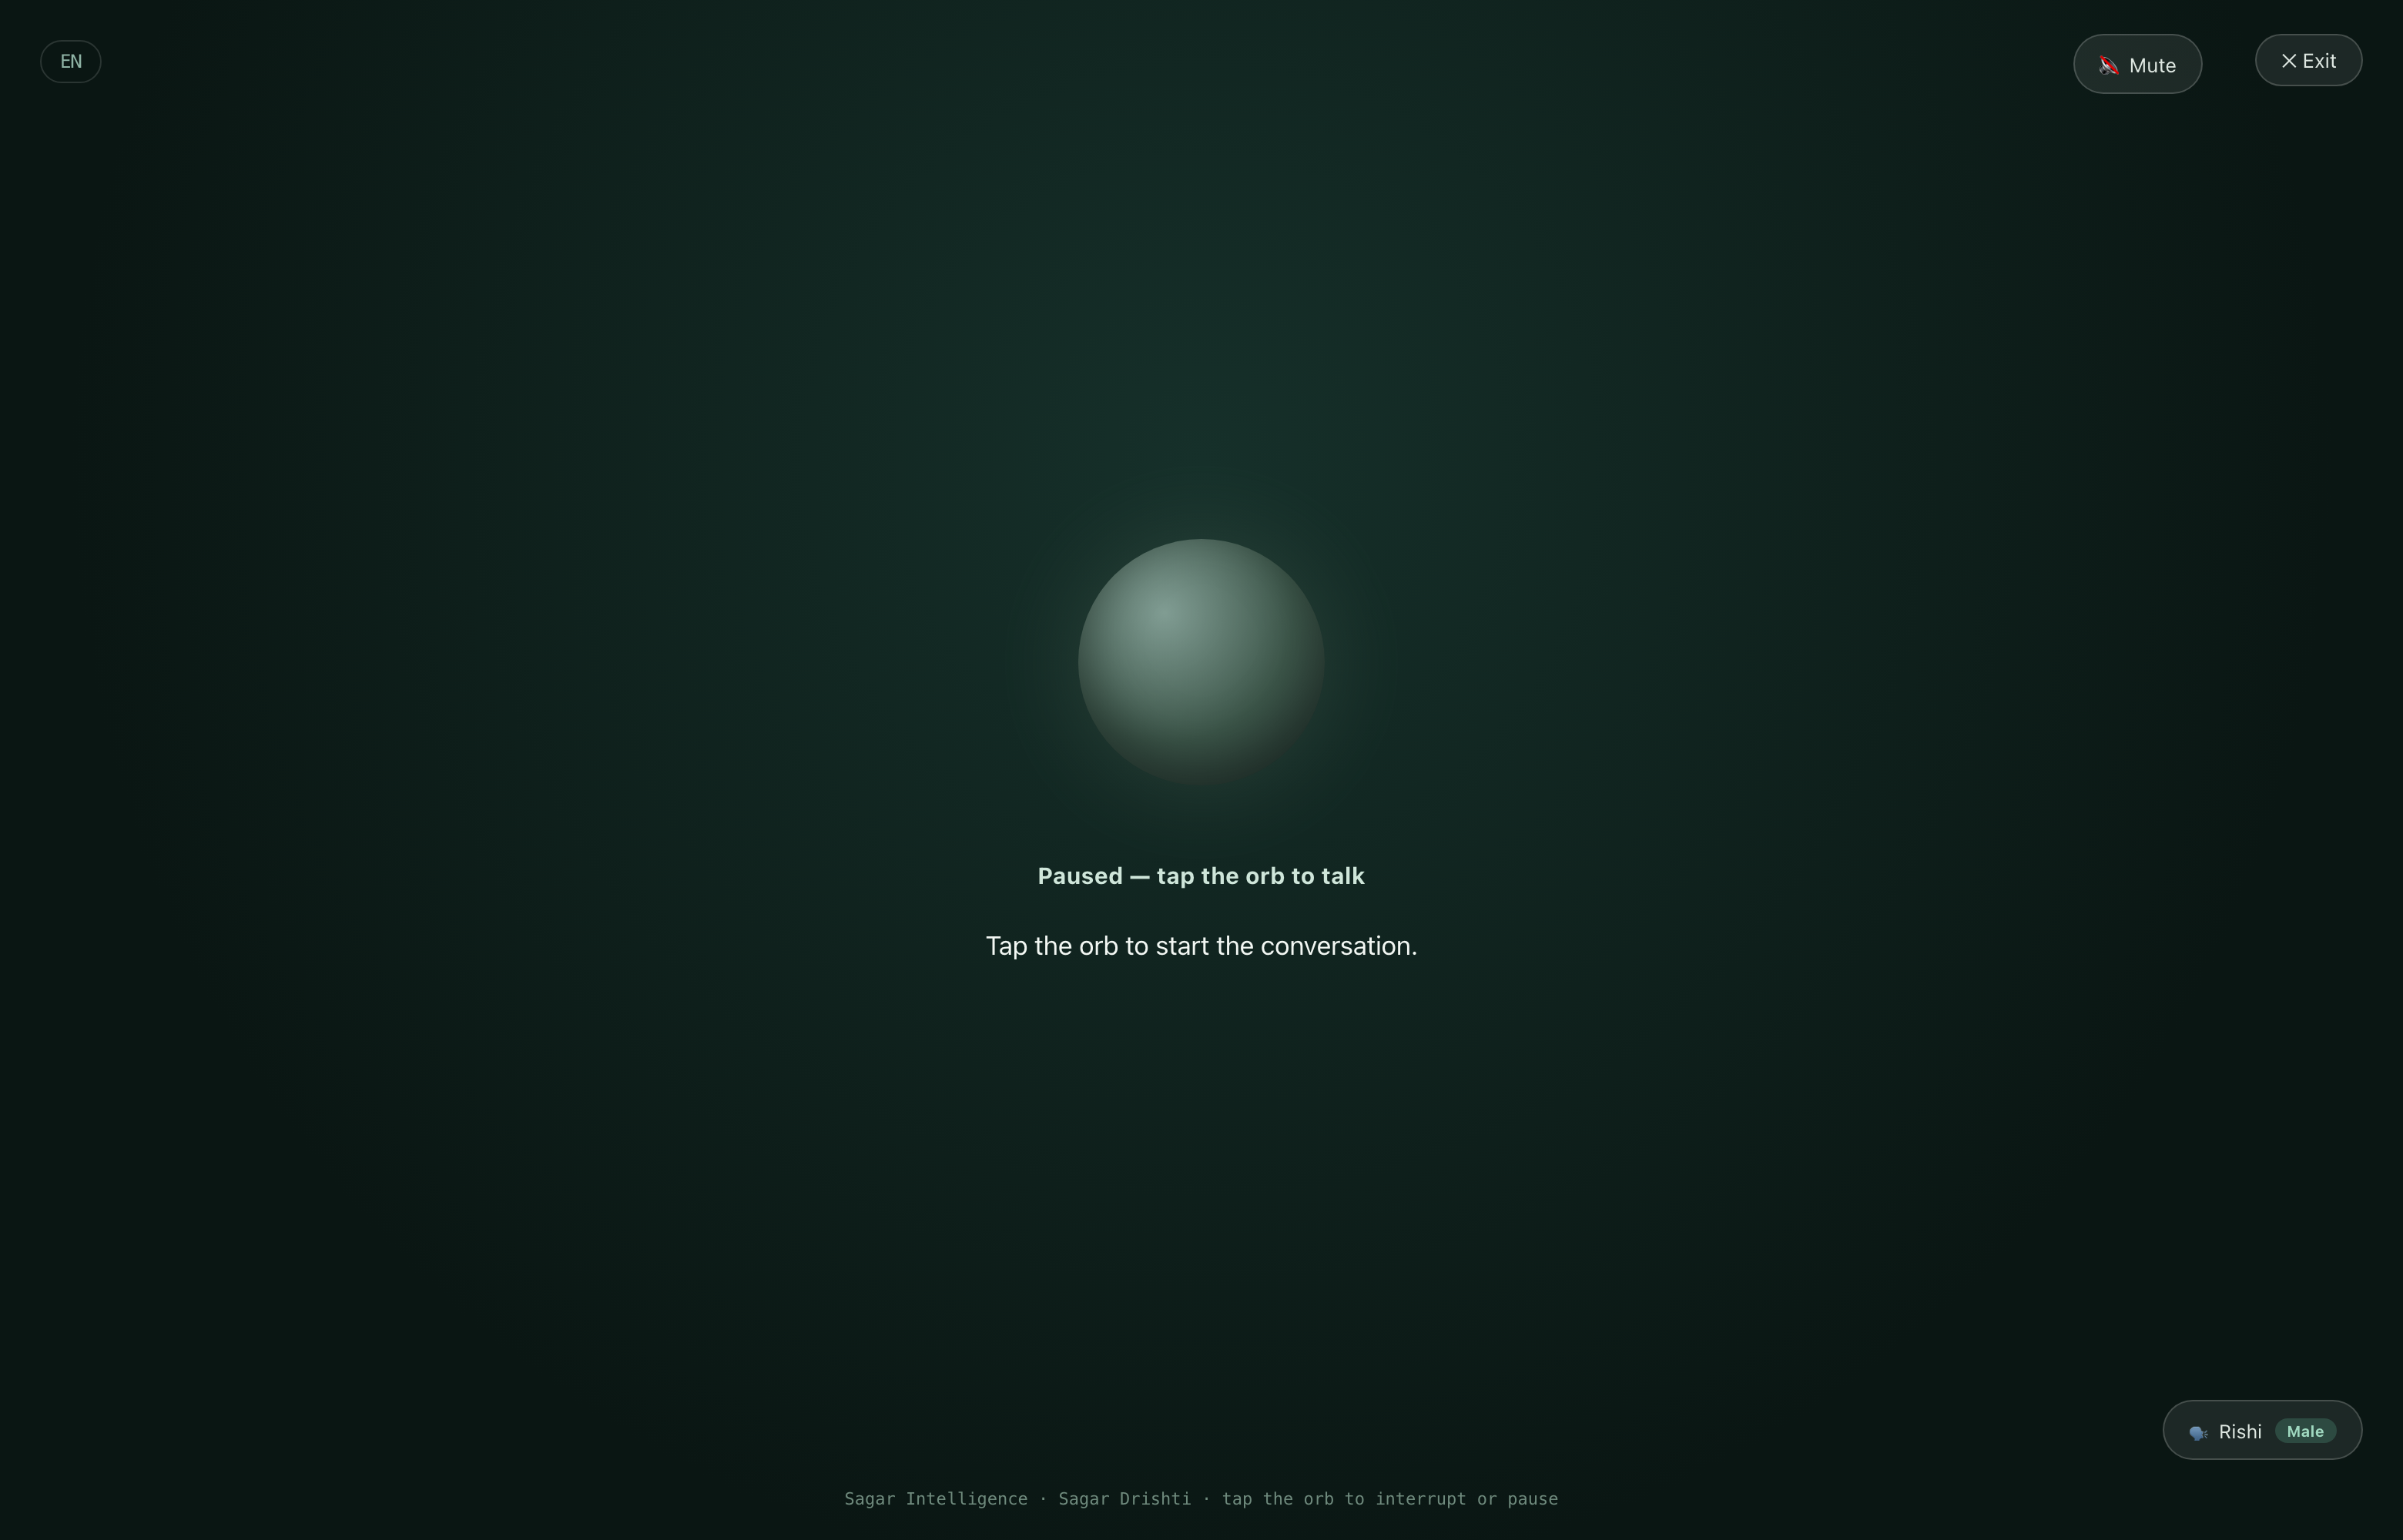 EN
Mute
✕ Exit
Paused — tap the orb to talk
Tap the orb to start the conversation.
Rishi Male
Sagar Intelligence · Sagar Drishti · tap the orb to interrupt or pause